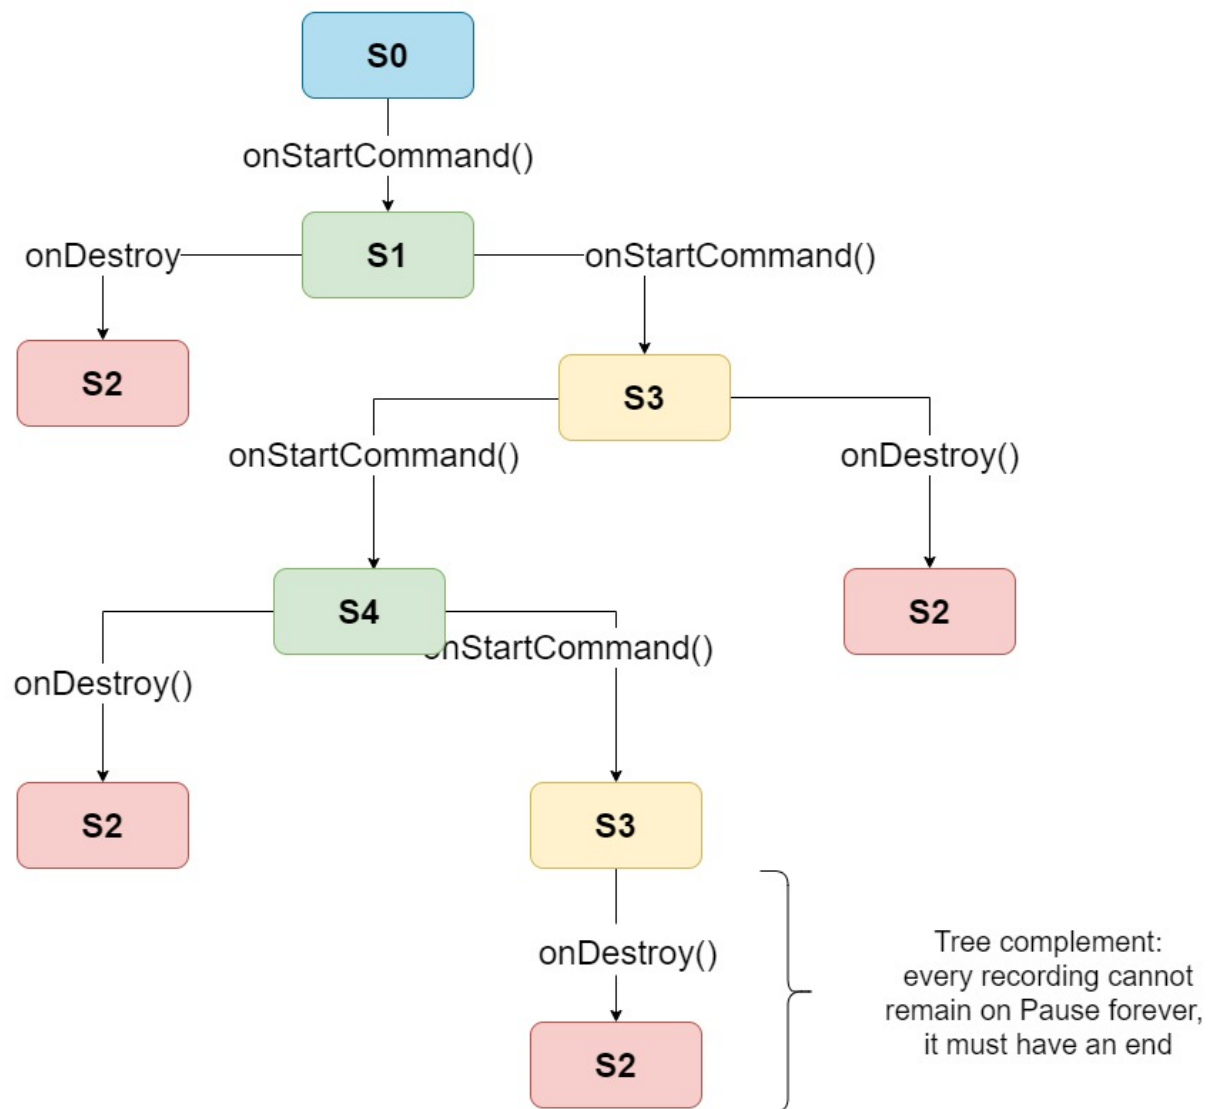 S0
onStartCommand()
S1
onDestroy
onStartCommand()
S2
S3
onStartCommand()
onDestroy()
S4
S2
onStartCommand()
onDestroy()
S2
S3
Tree complement:
every recording cannot
remain on Pause forever,
it must have an end
onDestroy()
S2